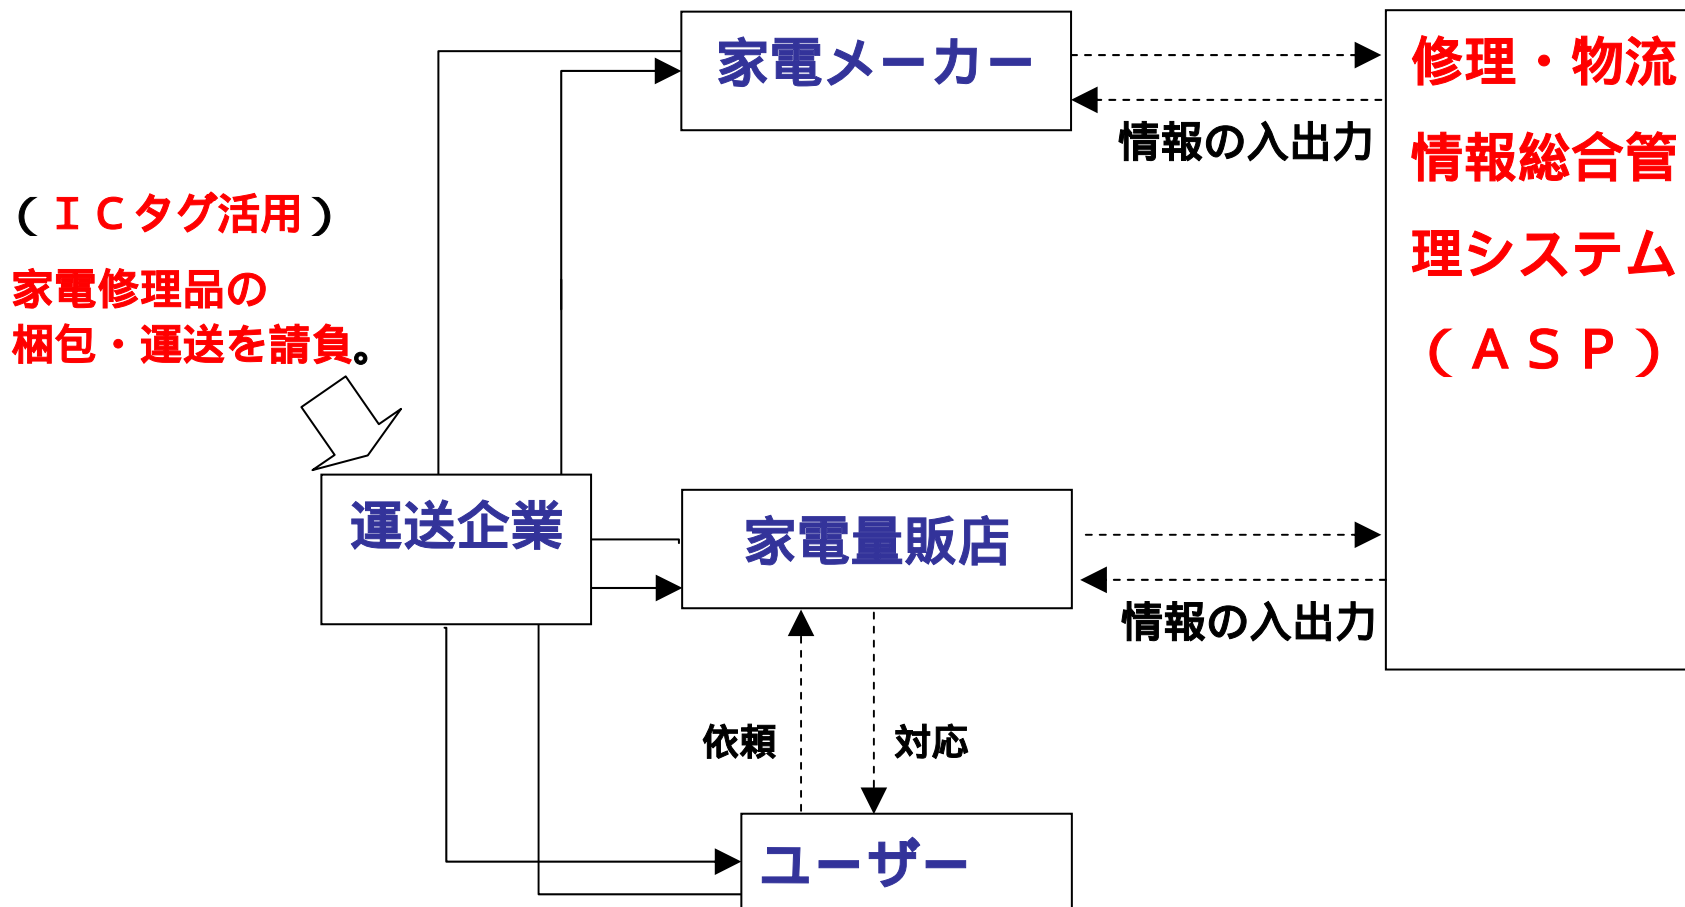 家電メーカー
修理・物流
情報総合管
理システム
（ＡＳＰ）
情報の入出力
（ＩＣタグ活用）
家電修理品の
梱包・運送を請負。
運送企業
家電量販店
情報の入出力
依頼
対応
ユーザー